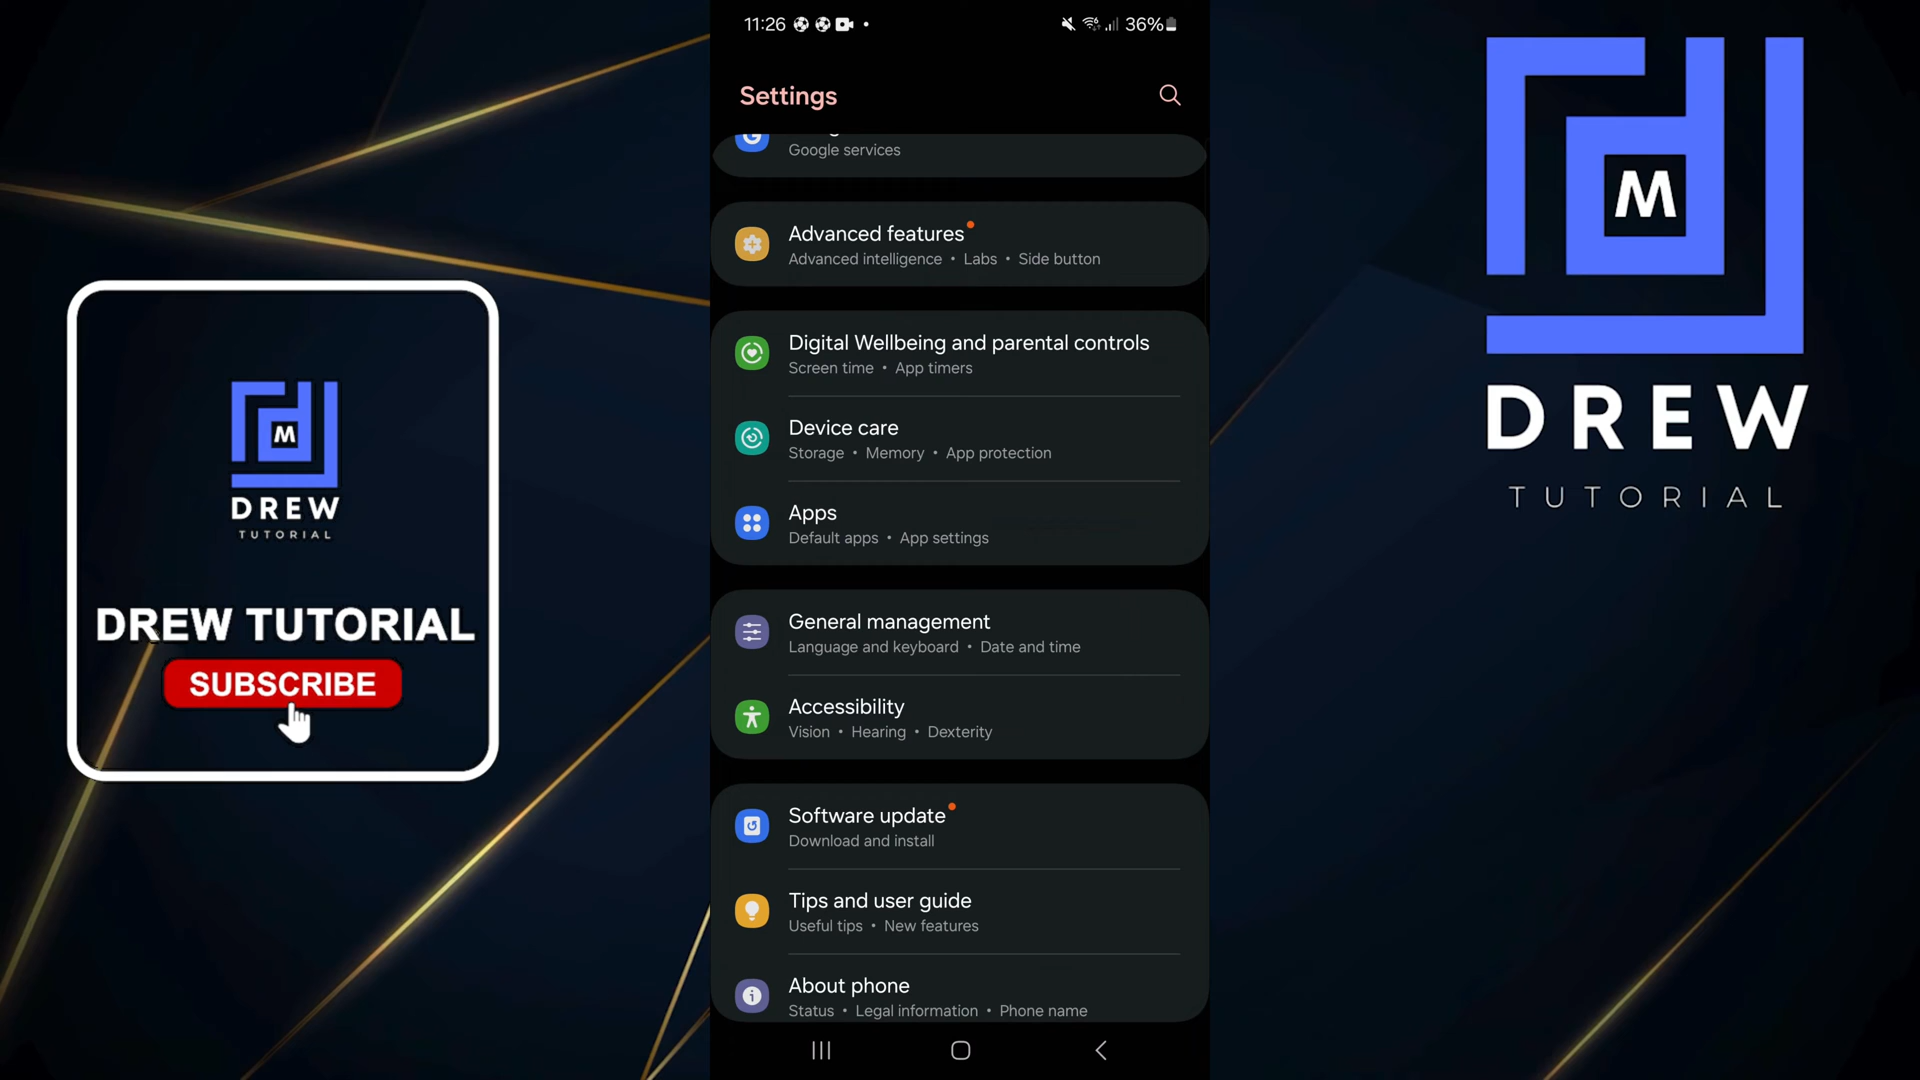 11:26
36%
Settings
Google services
Advanced features
Advanced intelligence • Labs • Side button
Digital Wellbeing and parental controls
Screen time • App timers
Device care
Storage • Memory • App protection
Apps
Default apps • App settings
General management
Language and keyboard • Date and time
Accessibility
Vision • Hearing • Dexterity
Software update
Download and install
Tips and user guide
Useful tips • New features
About phone
Status • Legal information • Phone name
M
DREW
TUTORIAL
DREW TUTORIAL
SUBSCRIBE
M
DREW
TUTORIAL